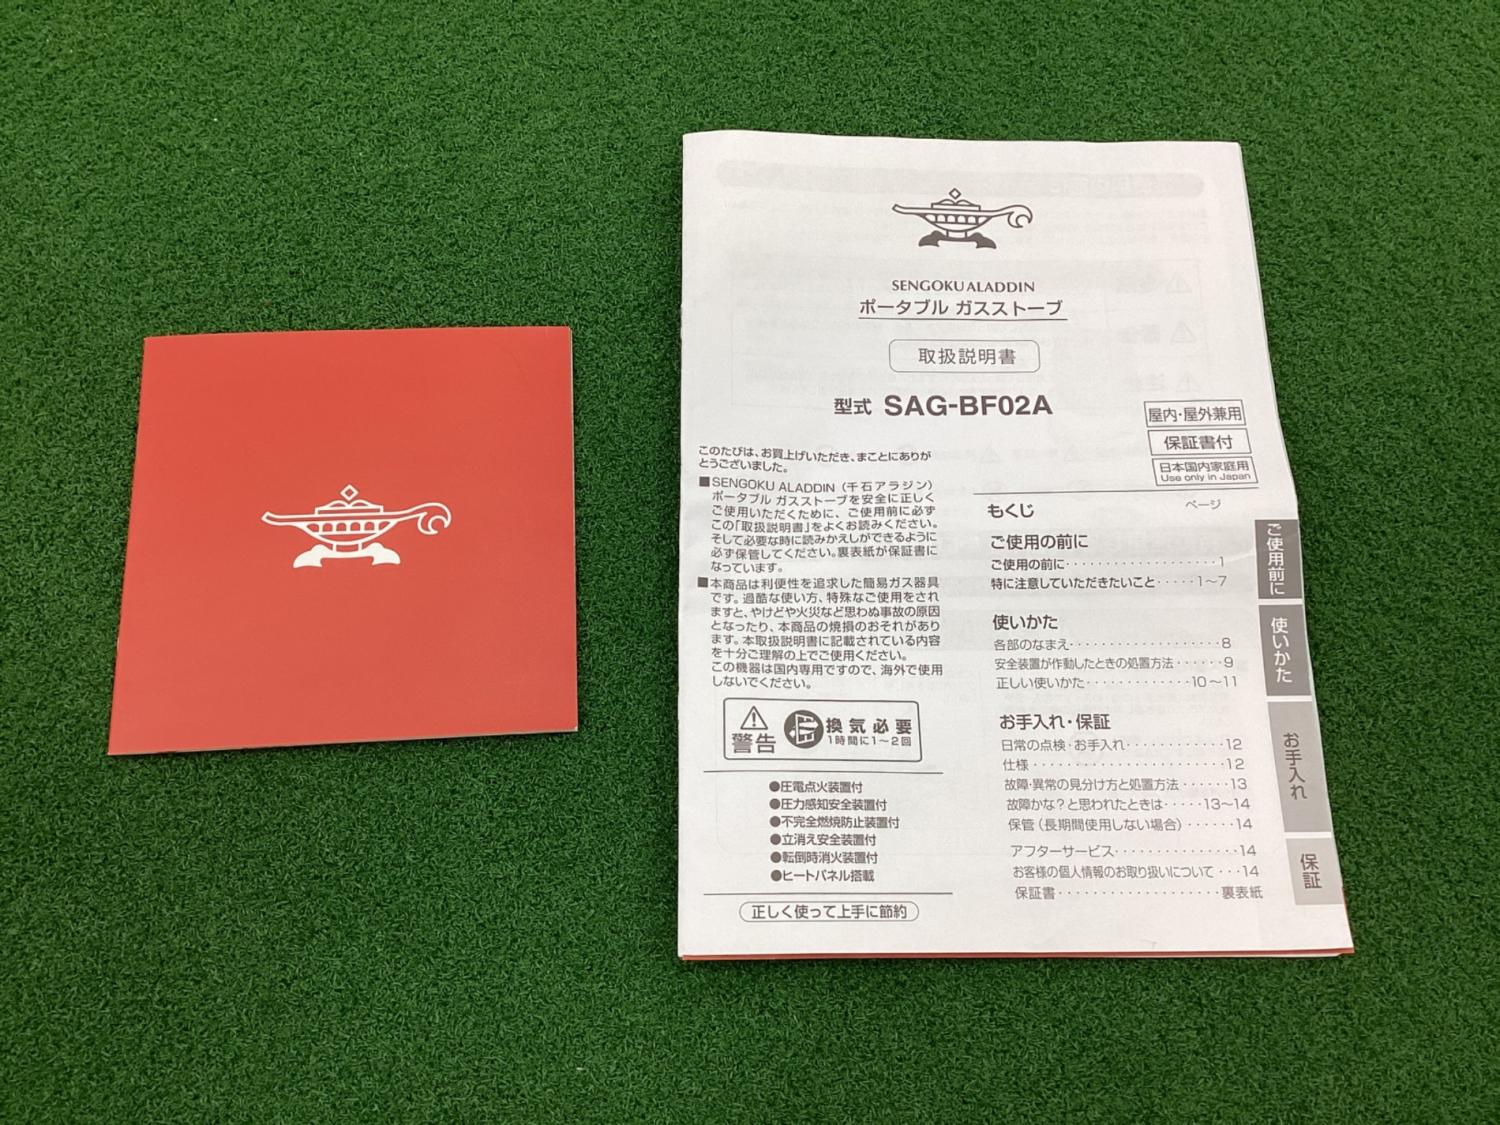 SENGOKU ALADDIN
ポータブル ガスストーブ
取扱説明書
型式 SAG-BF02A
屋内・屋外兼用
保証書付
日本国内家庭用
Use only in Japan
このたびは、お買上げいただき、まことにありが
とうございました。
■SENGOKU ALADDIN（千石アラジン）
ポータブル ガスストーブを安全に正しく
ご使用いただくために、ご使用前に必ず
この「取扱説明書」をよくお読みください。
そして必要な時に読みかえしができるように
必ず保管してください。裏表紙が保証書に
なっています。
■本商品は利便性を追求した簡易ガス器具
です。過酷な使い方、特殊なご使用をされ
ますと、やけどや火災など思わぬ事故の原因
となったり、本商品の焼損のおそれがあり
ます。本取扱説明書に記載されている内容
を十分ご理解の上でご使用ください。
この機器は国内専用ですので、海外で使用
しないでください。
警告
換気必要
1時間に1～2回
●圧電点火装置付
●圧力感知安全装置付
●不完全燃焼防止装置付
●立消え安全装置付
●転倒時消火装置付
●ヒートパネル搭載
正しく使って上手に節約
もくじ ページ
ご使用の前に
ご使用の前に・・・・・・・・・・・・・・・・・・・1
特に注意していただきたいこと・・・・・1～7
使いかた
各部のなまえ・・・・・・・・・・・・・・・・・・・8
安全装置が作動したときの処置方法・・・・・・9
正しい使いかた・・・・・・・・・・・・・10～11
お手入れ・保証
日常の点検・お手入れ・・・・・・・・・・・・12
仕様・・・・・・・・・・・・・・・・・・・・・・・・12
故障・異常の見分け方と処置方法・・・・・・13
故障かな？と思われたときは・・・・・13～14
保管（長期間使用しない場合）・・・・・・14
アフターサービス・・・・・・・・・・・・・・・14
お客様の個人情報のお取り扱いについて・・・14
保証書・・・・・・・・・・・・・・・・・・・・裏表紙
ご使用前に
使いかた
お手入れ
保証